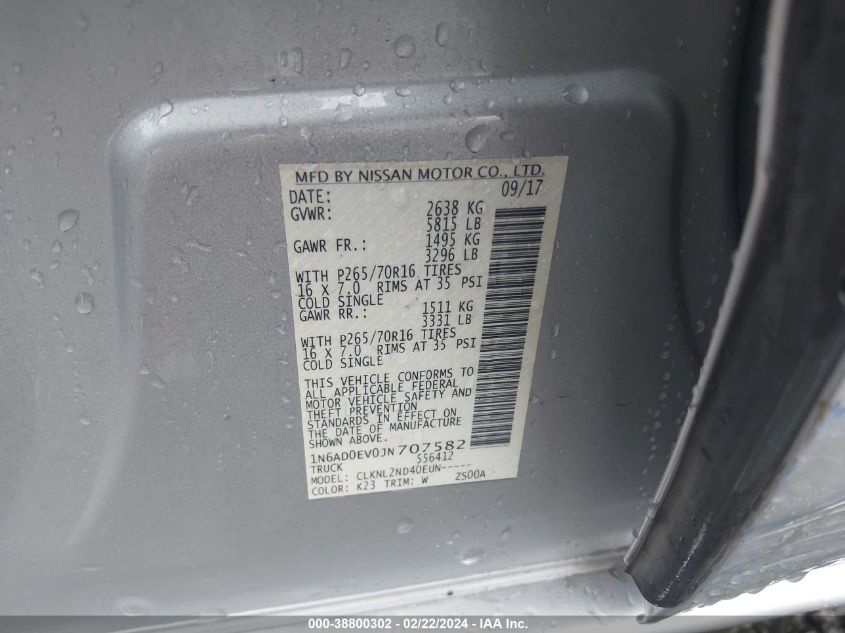 MFD BY NISSAN MOTOR CO., LTD.
DATE: 09/17
GVWR: 2638 KG
5815 LB
GAWR FR.: 1495 KG
3296 LB
WITH P265/70R16 TIRES
16 X 7.0 RIMS AT 35 PSI
COLD SINGLE
GAWR RR.: 1511 KG
3331 LB
WITH P265/70R16 TIRES
16 X 7.0 RIMS AT 35 PSI
COLD SINGLE
THIS VEHICLE CONFORMS TO
ALL APPLICABLE FEDERAL
MOTOR VEHICLE SAFETY AND
THEFT PREVENTION
STANDARDS IN EFFECT ON
THE DATE OF MANUFACTURE
SHOWN ABOVE.
1N6AD0EV0JN707582
TRUCK SS6412
MODEL: CLKNL2ND40EUN-----
COLOR: K23 TRIM: W ZS00A
000-38800302 - 02/22/2024 - IAA Inc.